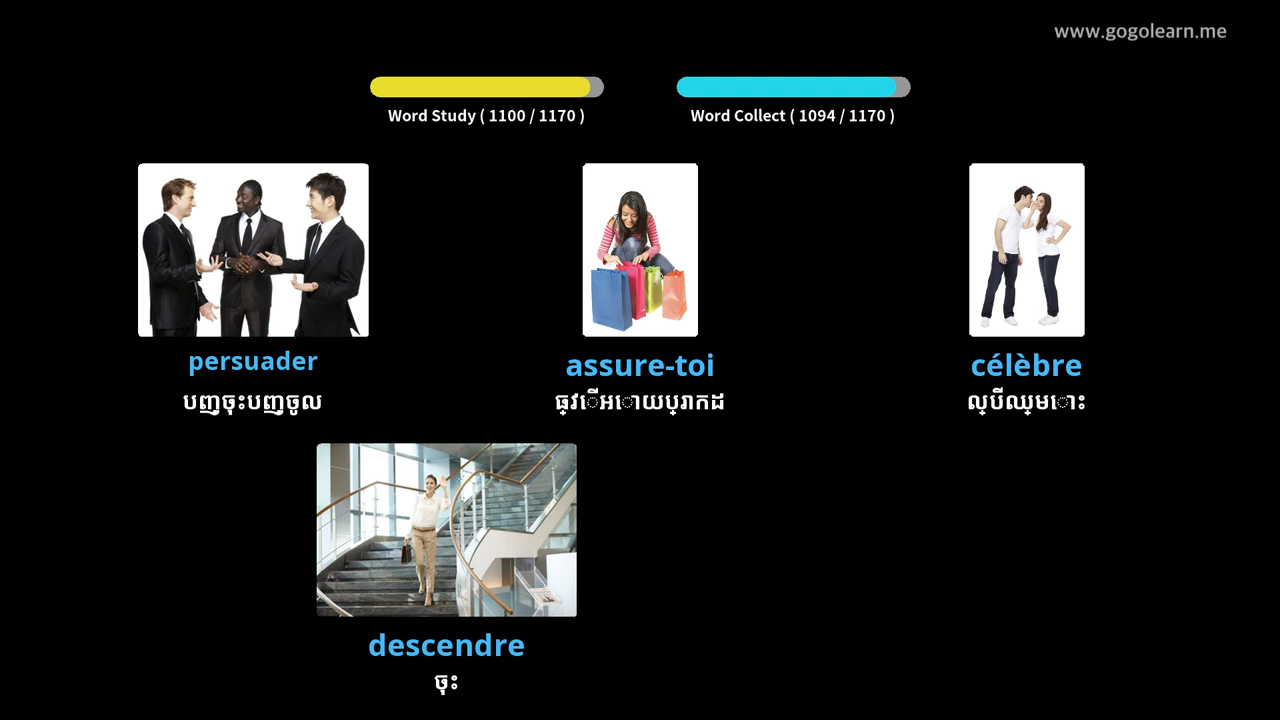 www.gogolearn.me
Word Study ( 1100 / 1170 )
Word Collect ( 1094 / 1170 )
persuader
បញ្ចុះបញ្ចូល
assure-toi
ធ្វើអោយប្រាកដ
célèbre
ល្បីឈ្មោះ
descendre
ចុះ